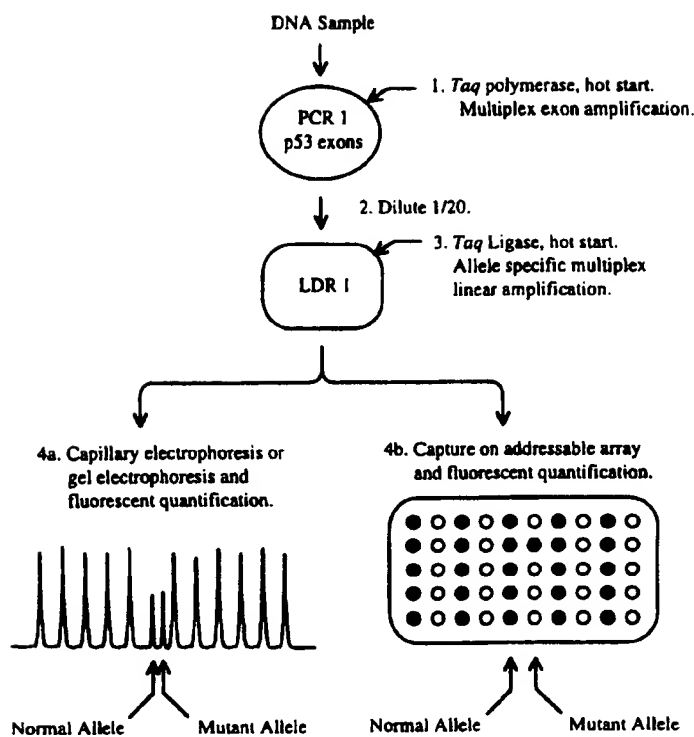 DNA Sample
1. Taq polymerase, hot start.
Multiplex exon amplification.
PCR 1
p53 exons
2. Dilute 1/20.
3. Taq Ligase, hot start.
Allele specific multiplex
linear amplification.
LDR 1
4a. Capillary electrophoresis or
gel electrophoresis and
fluorescent quantification.
4b. Capture on addressable array
and fluorescent quantification.
Normal Allele
Mutant Allele
Normal Allele
Mutant Allele